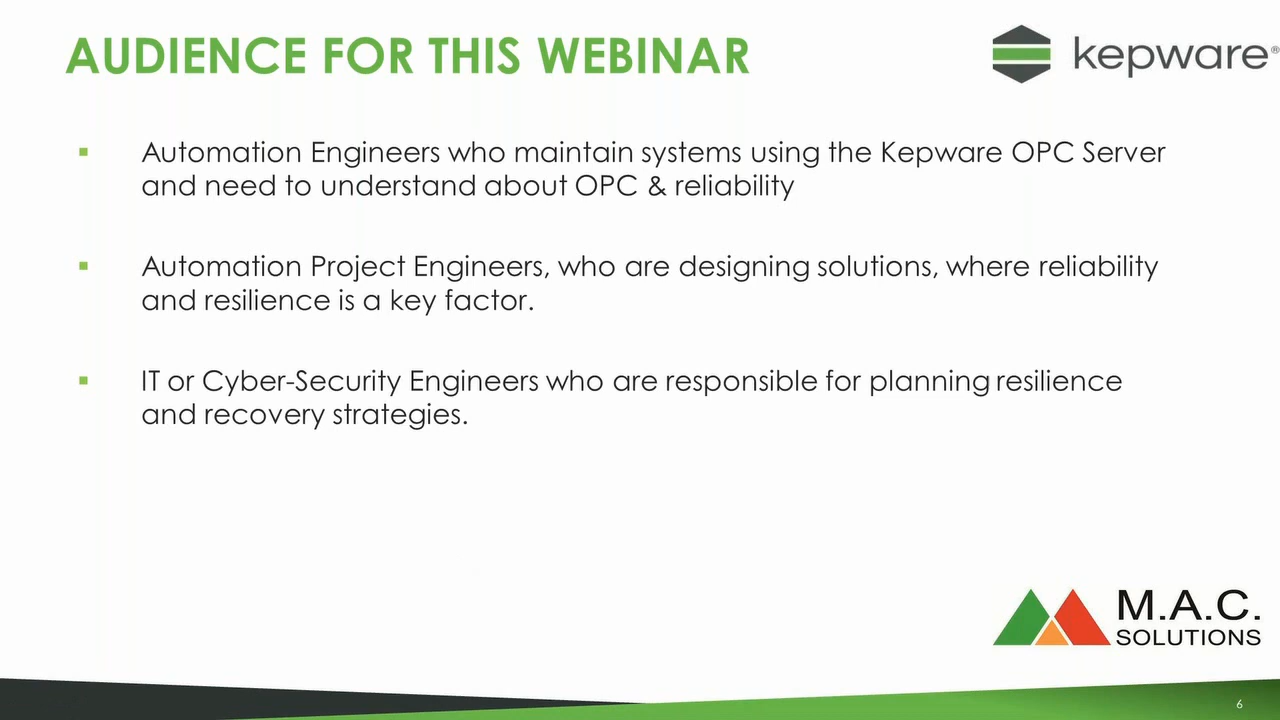 AUDIENCE FOR THIS WEBINAR
kepware®
▪ Automation Engineers who maintain systems using the Kepware OPC Server
and need to understand about OPC & reliability
▪ Automation Project Engineers, who are designing solutions, where reliability
and resilience is a key factor.
▪ IT or Cyber-Security Engineers who are responsible for planning resilience
and recovery strategies.
M.A.C.
SOLUTIONS
6